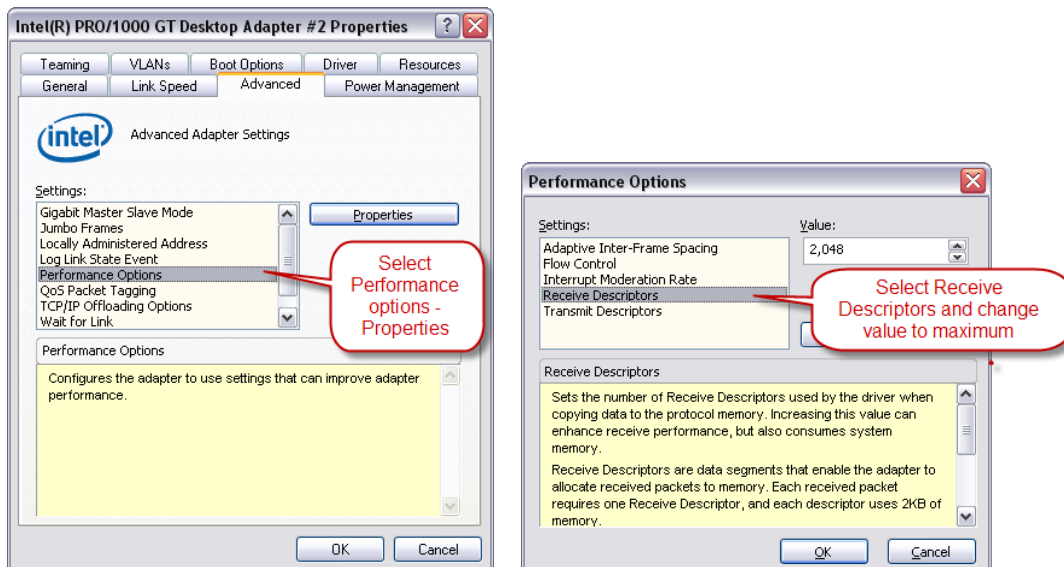 Intel(R) PRO/1000 GT Desktop Adapter #2 Properties
Teaming VLANs Boot Options Driver Resources
General Link Speed Advanced Power Management
intel
Advanced Adapter Settings
Settings:
Gigabit Master Slave Mode
Jumbo Frames
Locally Administered Address
Log Link State Event
Performance Options
QoS Packet Tagging
TCP/IP Offloading Options
Wait for Link
Properties
Select
Performance
options -
Properties
Performance Options
Configures the adapter to use settings that can improve adapter
performance.
OK Cancel
Performance Options
Settings:
Adaptive Inter-Frame Spacing
Flow Control
Interrupt Moderation Rate
Receive Descriptors
Transmit Descriptors
Value:
2,048
Select Receive
Descriptors and change
value to maximum
Receive Descriptors
Sets the number of Receive Descriptors used by the driver when
copying data to the protocol memory. Increasing this value can
enhance receive performance, but also consumes system
memory.
Receive Descriptors are data segments that enable the adapter to
allocate received packets to memory. Each received packet
requires one Receive Descriptor, and each descriptor uses 2KB of
memory.
OK Cancel